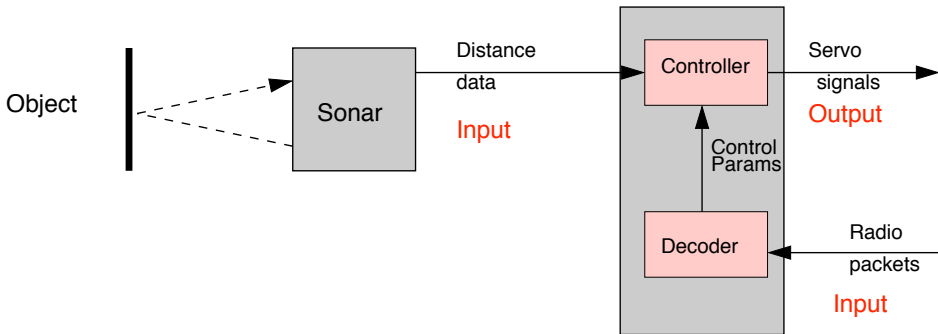 Object
Sonar
Distance
data
Input
Controller
Control
Params
Decoder
Servo
signals
Output
Radio
packets
Input